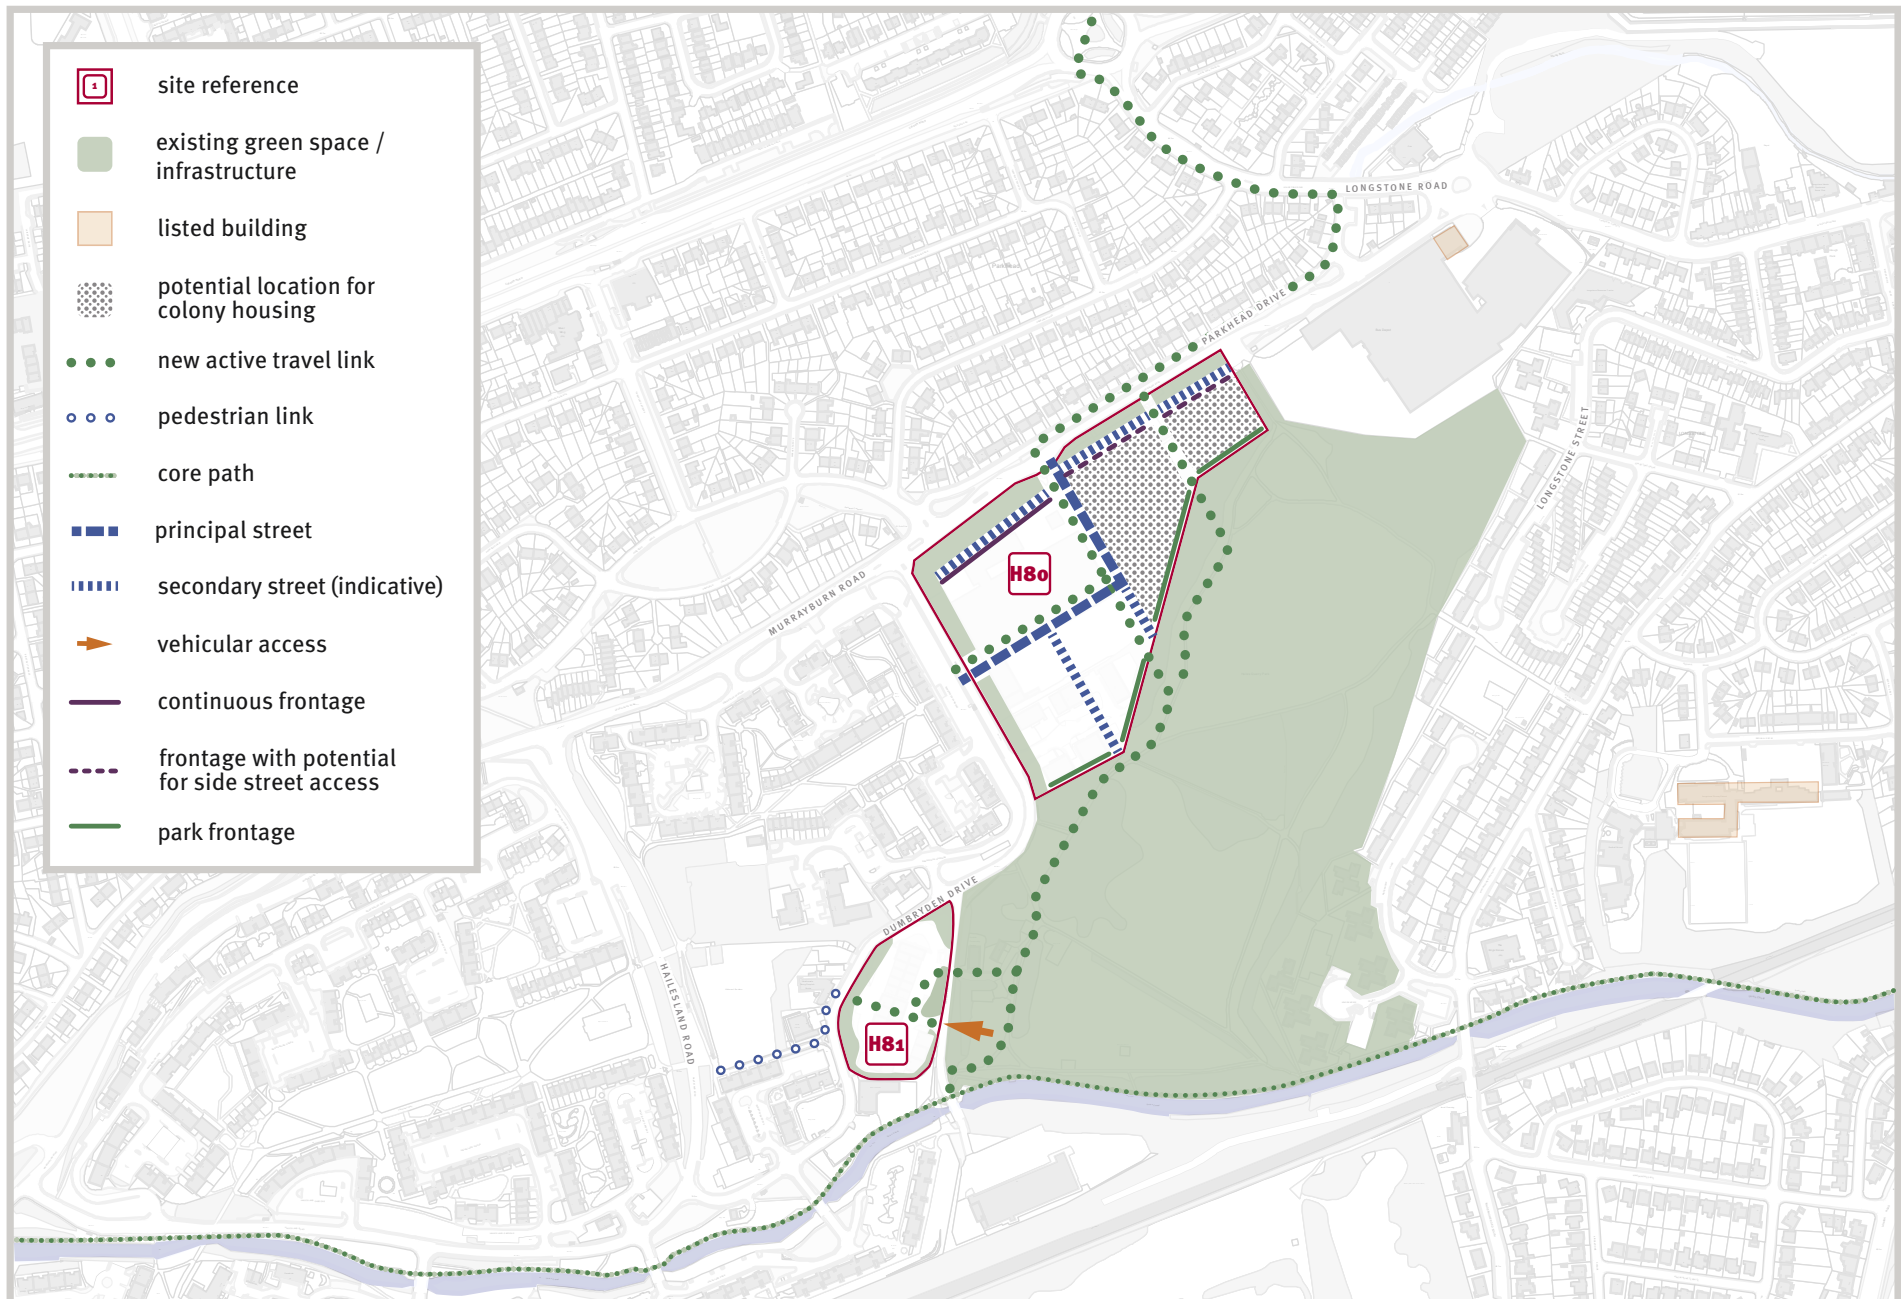 1
site reference
existing green space /
infrastructure
listed building
potential location for
colony housing
new active travel link
pedestrian link
core path
principal street
secondary street (indicative)
vehicular access
continuous frontage
frontage with potential
for side street access
park frontage
LONGSTONE ROAD
PARKHEAD DRIVE
LONGSTONE STREET
H80
MURRAYBURN ROAD
DUMBRYDEN DRIVE
HAILESLAND ROAD
H81